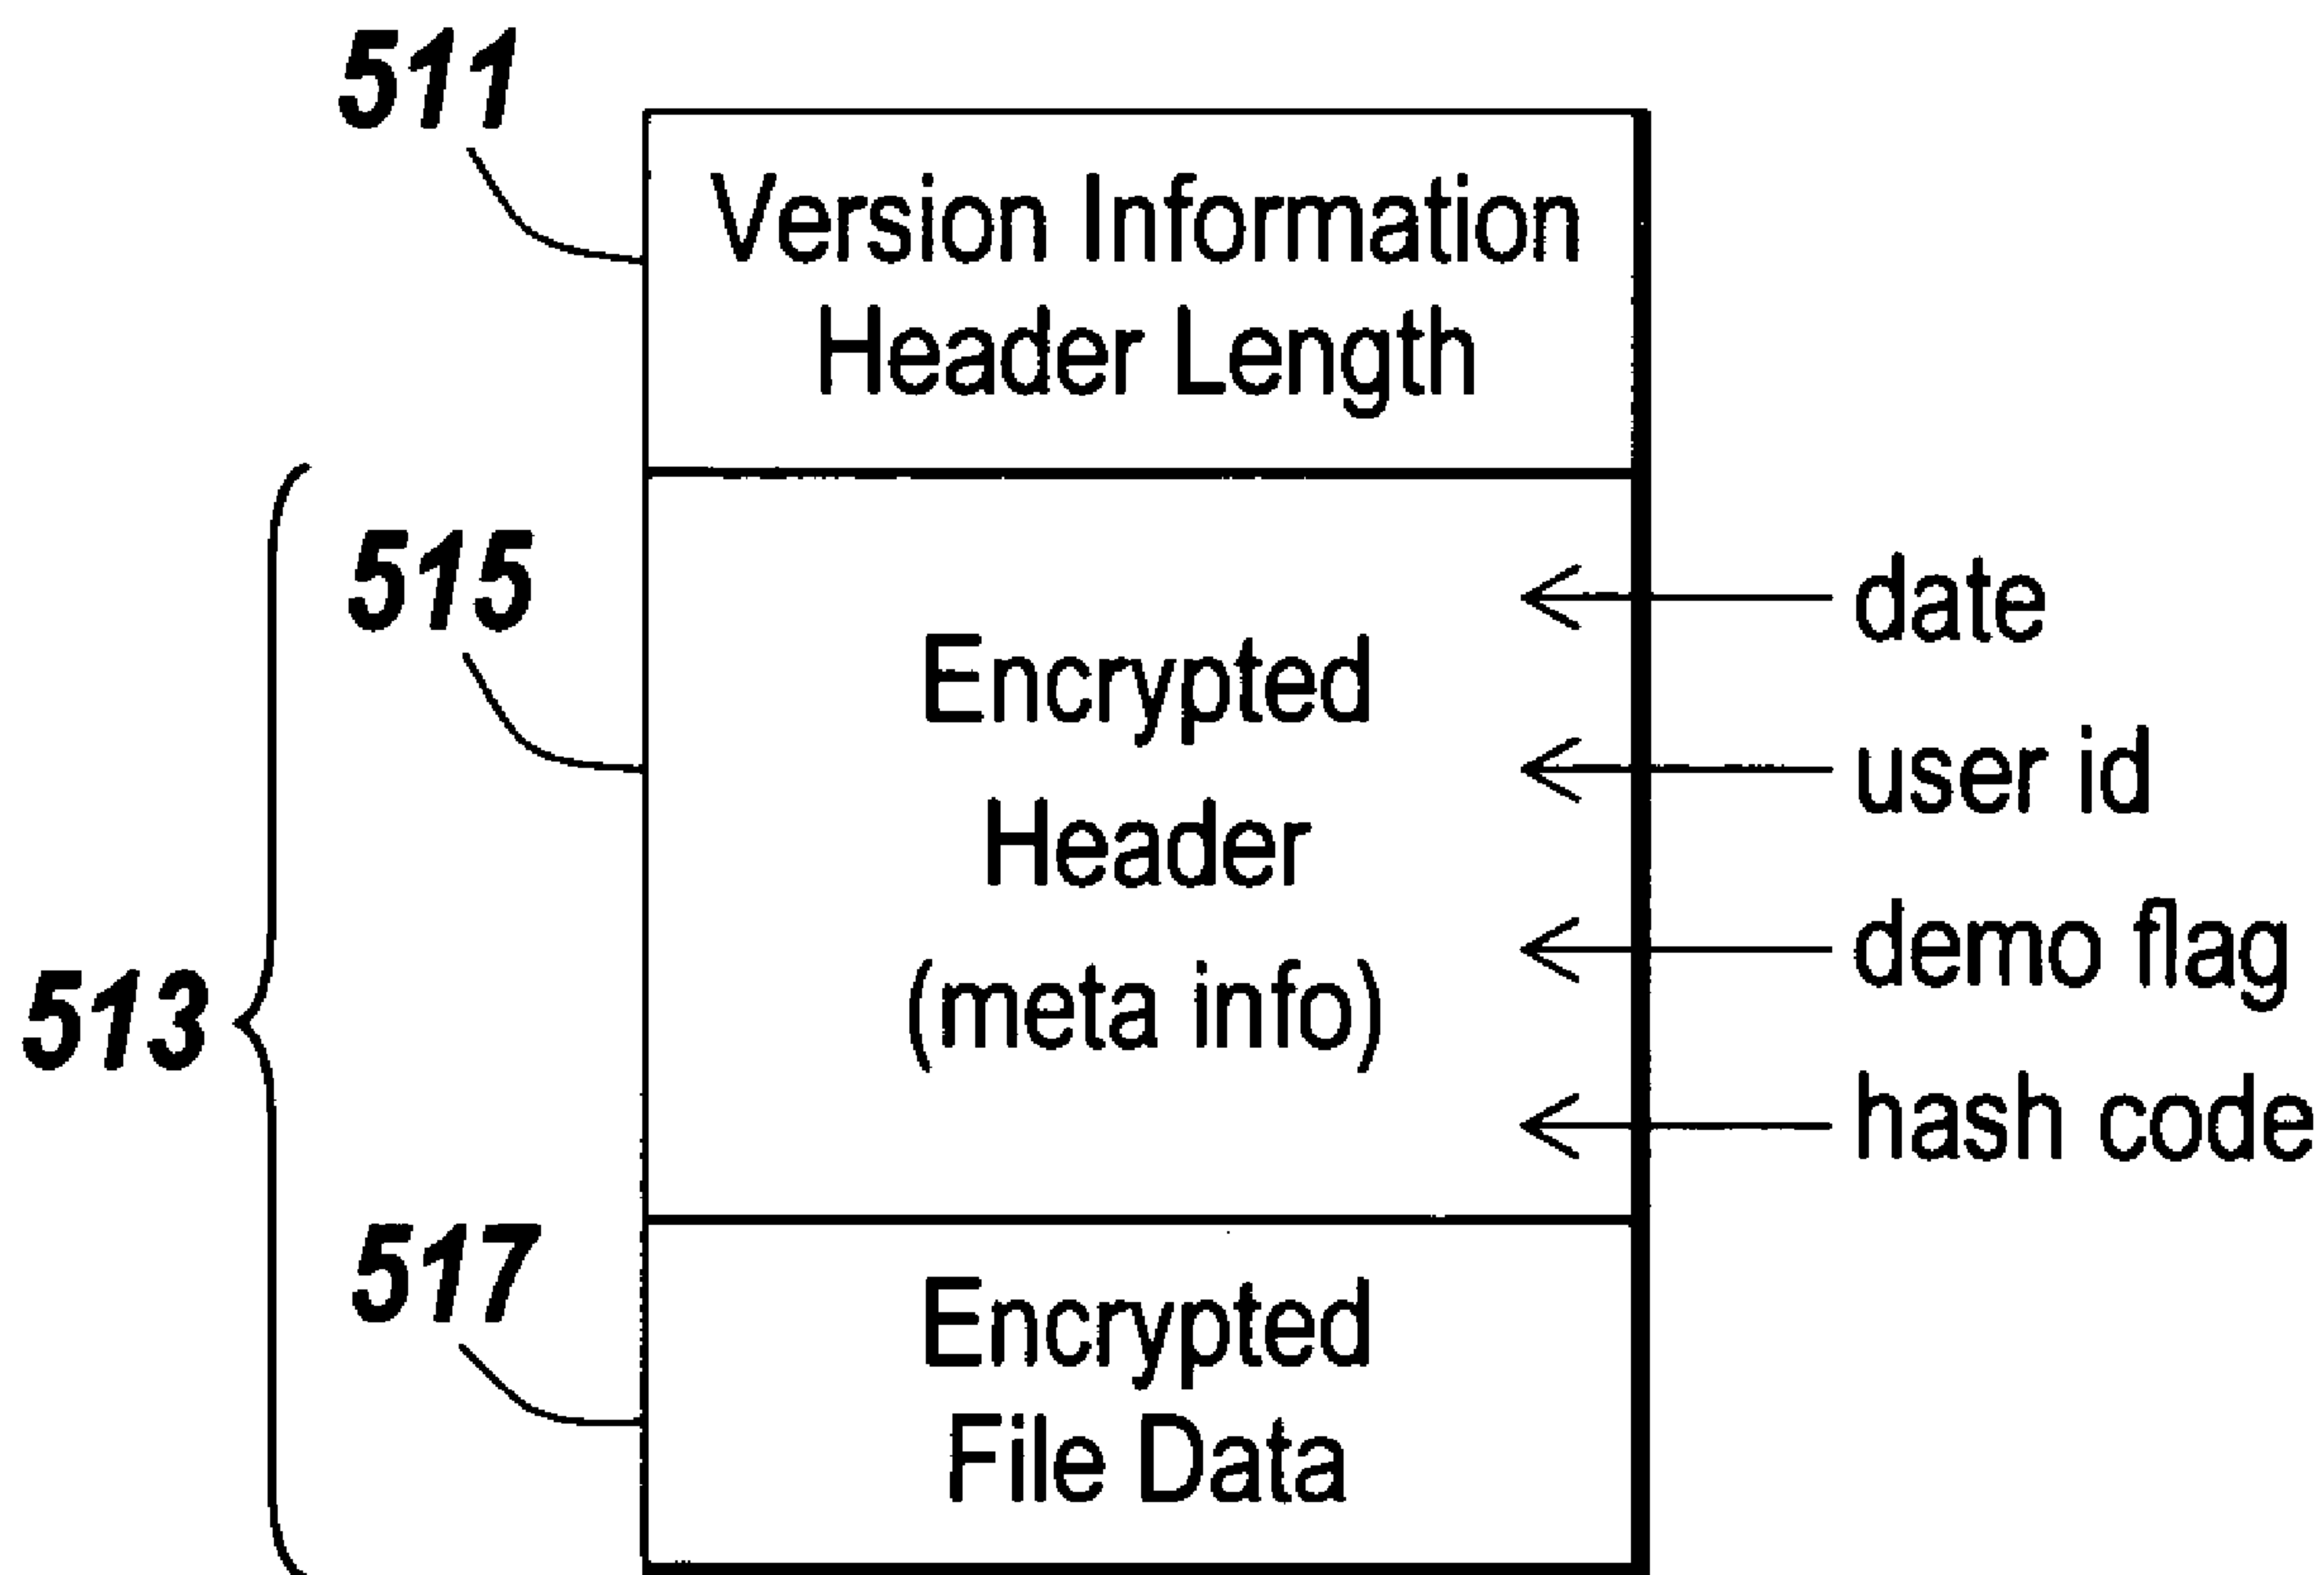 511
Version Information
Header Length
515
date
Encrypted
user id
Header
demo flag
513
(meta info)
hash code
517
Encrypted
File Data